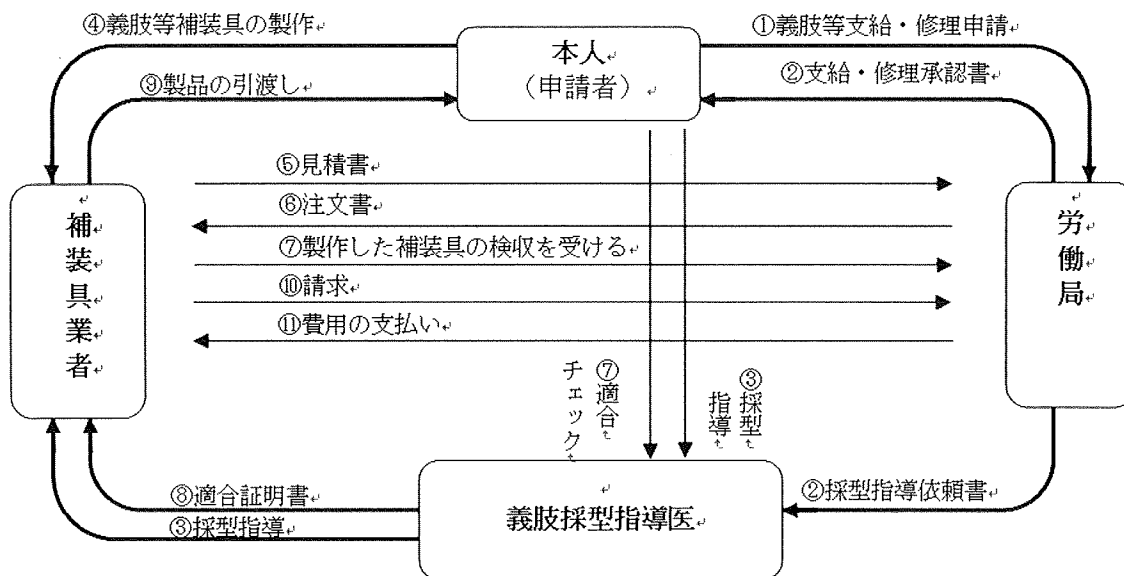 ④義肢等補装具の製作
本人
（申請者）
①義肢等支給・修理申請
②支給・修理承認書
⑨製品の引渡し
⑤見積書
⑥注文書
⑦製作した補装具の検収を受ける
⑩請求
⑪費用の支払い
補装具業者
労働局
⑦適合
チェック
③採型
指導
②採型指導依頼書
⑧適合証明書
③採型指導
義肢採型指導医